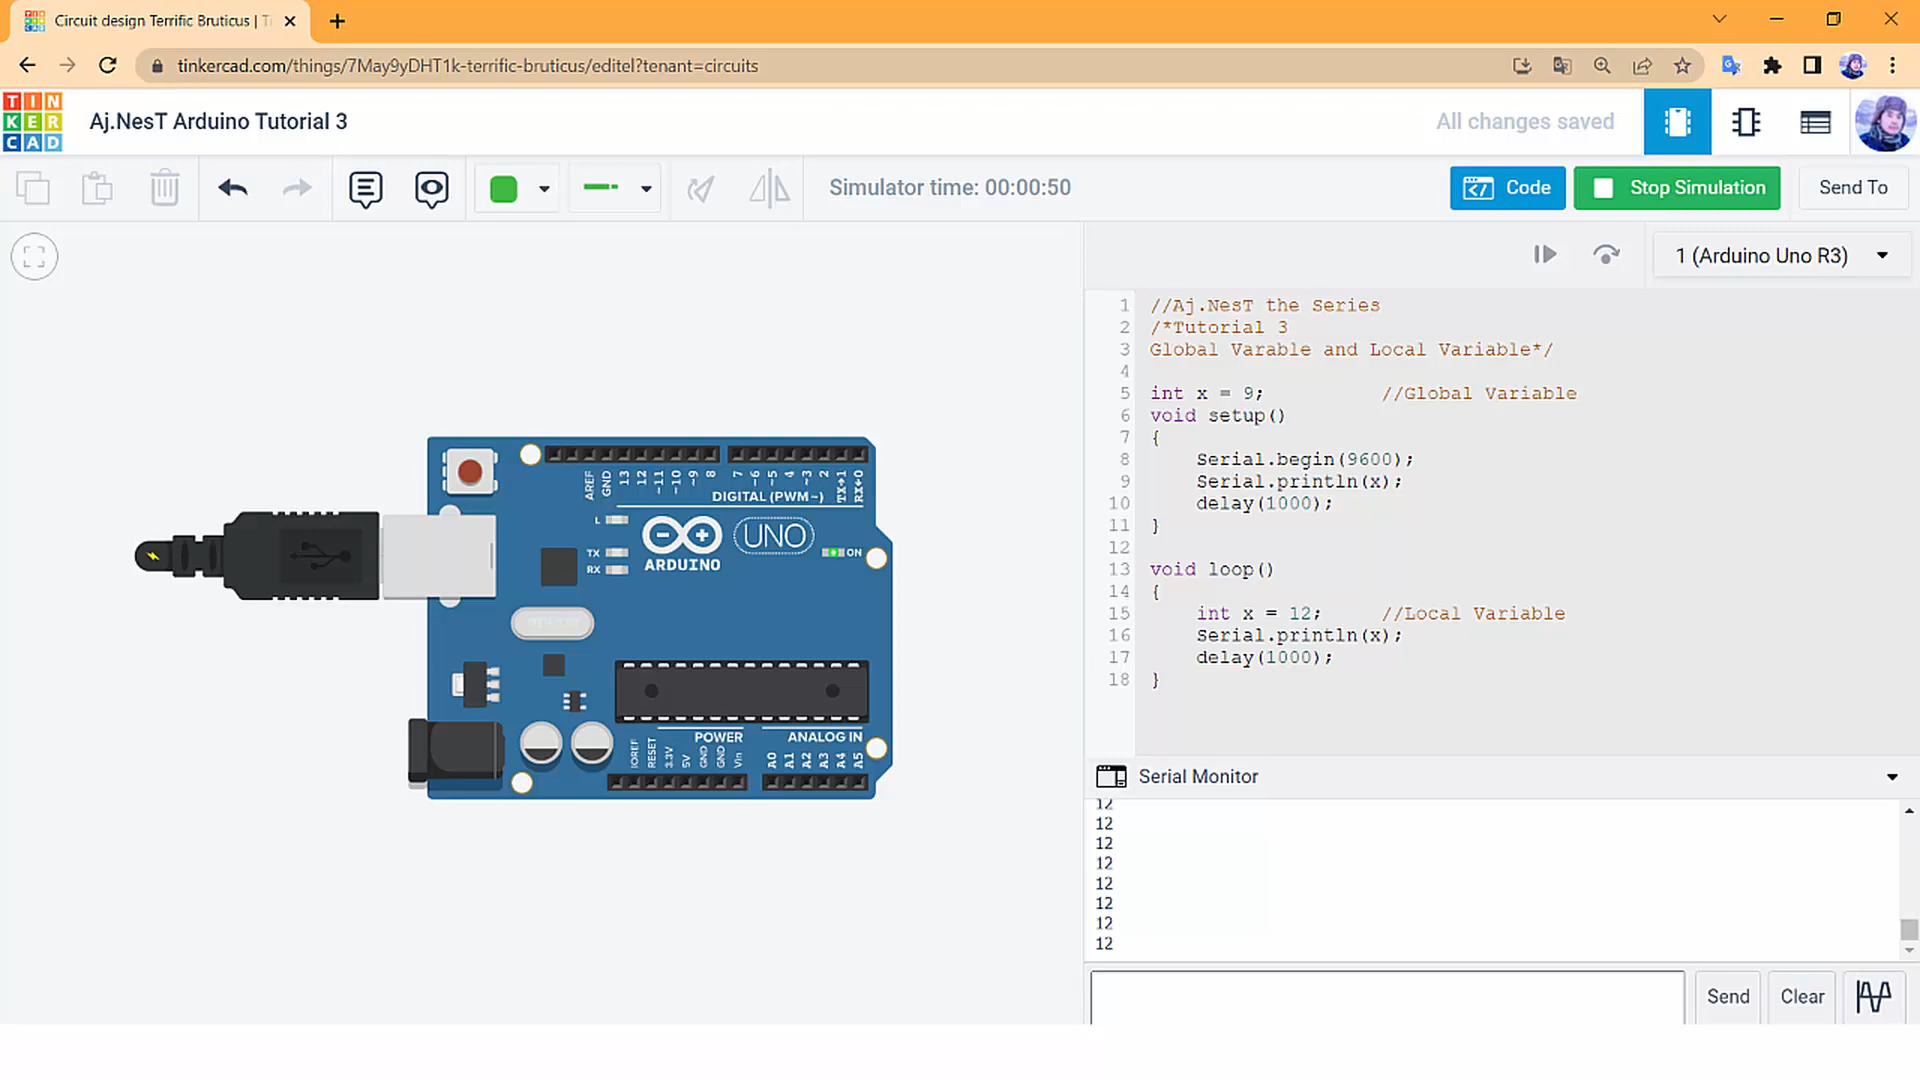 Circuit design Terrific Bruticus | T
tinkercad.com/things/7May9yDHT1k-terrific-bruticus/editel?tenant=circuits
TIN
KER
CAD
Aj.NesT Arduino Tutorial 3
All changes saved
Simulator time: 00:00:50
Code
Stop Simulation
Send To
1 (Arduino Uno R3)
1 //Aj.NesT the Series
2 /*Tutorial 3
3 Global Varable and Local Variable*/
4
5 int x = 9; //Global Variable
6 void setup()
7 {
8 Serial.begin(9600);
9 Serial.println(x);
10 delay(1000);
11 }
12
13 void loop()
14 {
15 int x = 12; //Local Variable
16 Serial.println(x);
17 delay(1000);
18 }
AREF GND 13 12 ~11 ~10 ~9 8 7 ~6 ~5 4 ~3 2 TX→1 RX←0
DIGITAL (PWM~)
L
TX
RX
ARDUINO
UNO
ON
POWER
ANALOG IN
IOREF RESET 3.3V 5V GND GND Vin A0 A1 A2 A3 A4 A5
Serial Monitor
12
12
12
12
12
12
12
12
Send
Clear